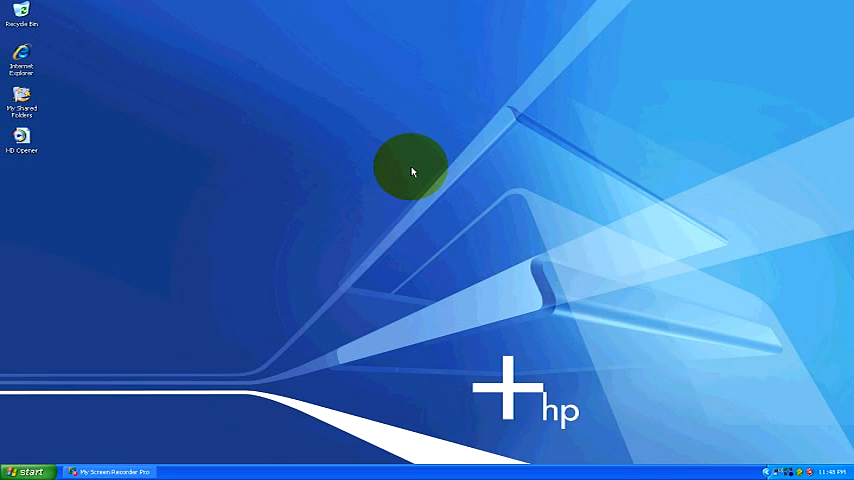 Recycle Bin
Internet
Explorer
My Shared
Folders
HD Opener
hp
start
My Screen Recorder Pro
11:48 PM